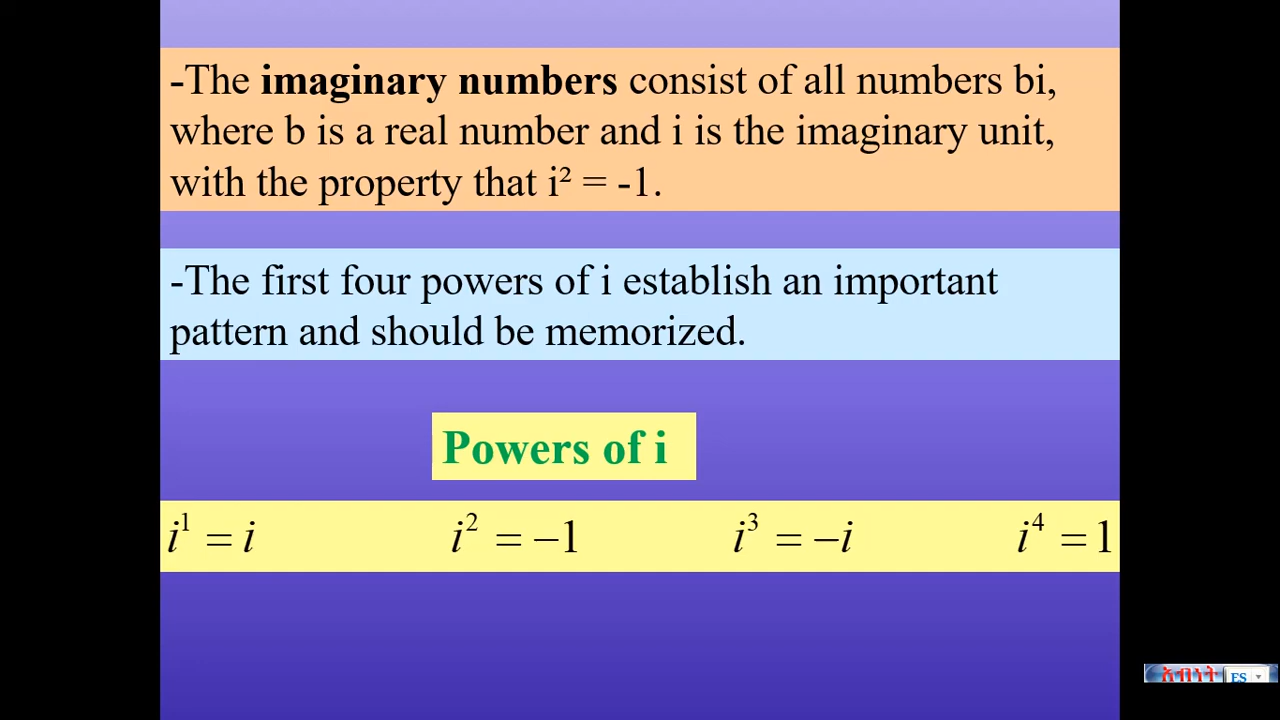 -The imaginary numbers consist of all numbers bi,
where b is a real number and i is the imaginary unit,
with the property that i² = -1.
-The first four powers of i establish an important
pattern and should be memorized.
Powers of i
i¹ = i i² = −1 i³ = −i i⁴ = 1
አብነት ES